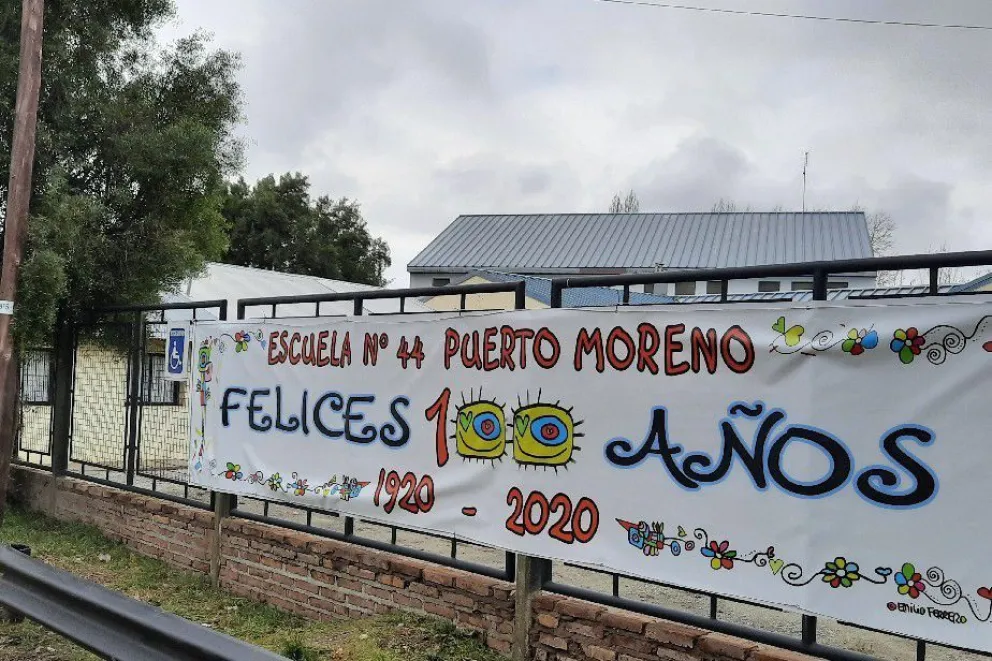 ESCUELA Nº 44 PUERTO MORENO
FELICES 100 AÑOS
1920 - 2020
©EMILIO FERRERO